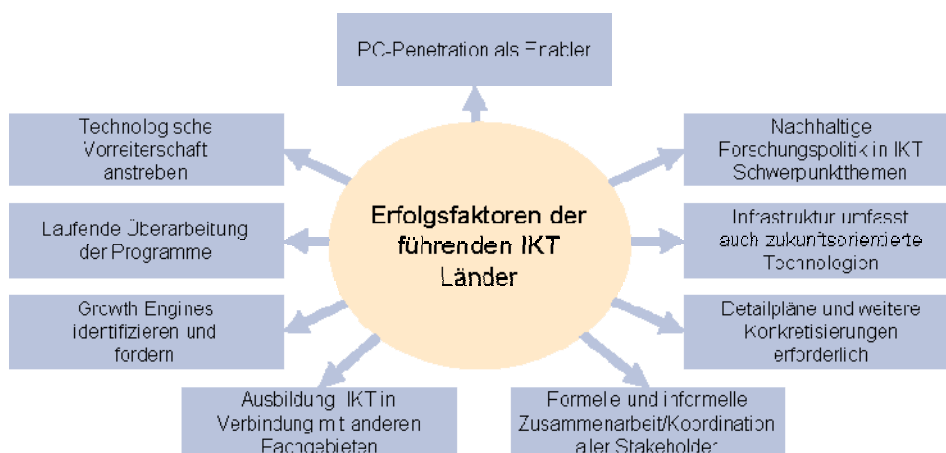 PC-Penetration als Enabler
Technologische
Vorreiterschaft
anstreben
Nachhaltige
Forschungspolitik in IKT
Schwerpunktthemen
Erfolgsfaktoren der
führenden IKT
Länder
Laufende Überarbeitung
der Programme
Infrastruktur umfasst
auch zukunftsorientierte
Technologien
Growth Engines
identifizieren und
fördern
Detailpläne und weitere
Konkretisierungen
erforderlich
Ausbildung IKT in
Verbindung mit anderen
Fachgebieten
Formelle und informelle
Zusammenarbeit/Koordination
aller Stakeholder